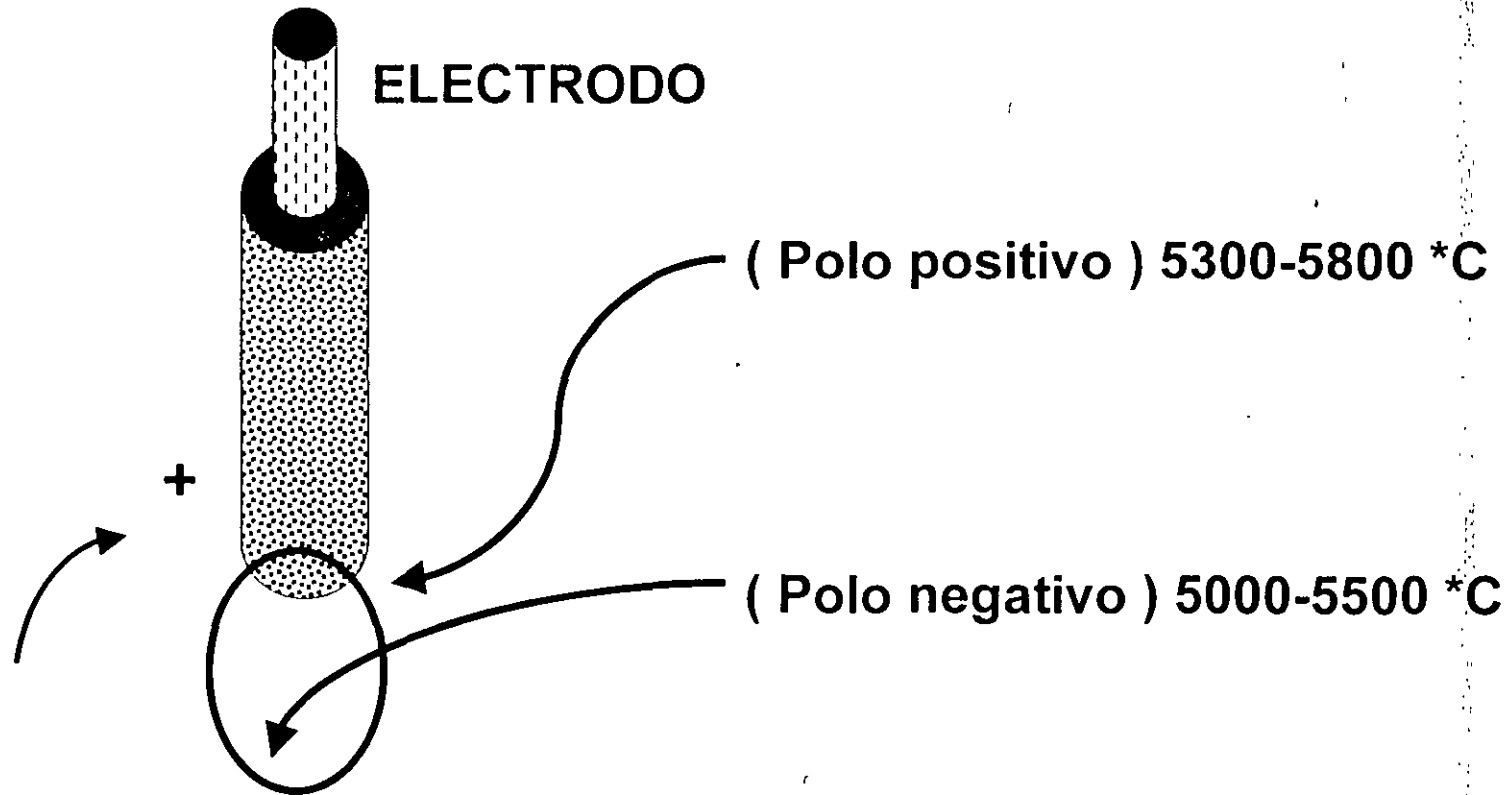 ELECTRODO
( Polo positivo ) 5300-5800 *C
+
( Polo negativo ) 5000-5500 *C